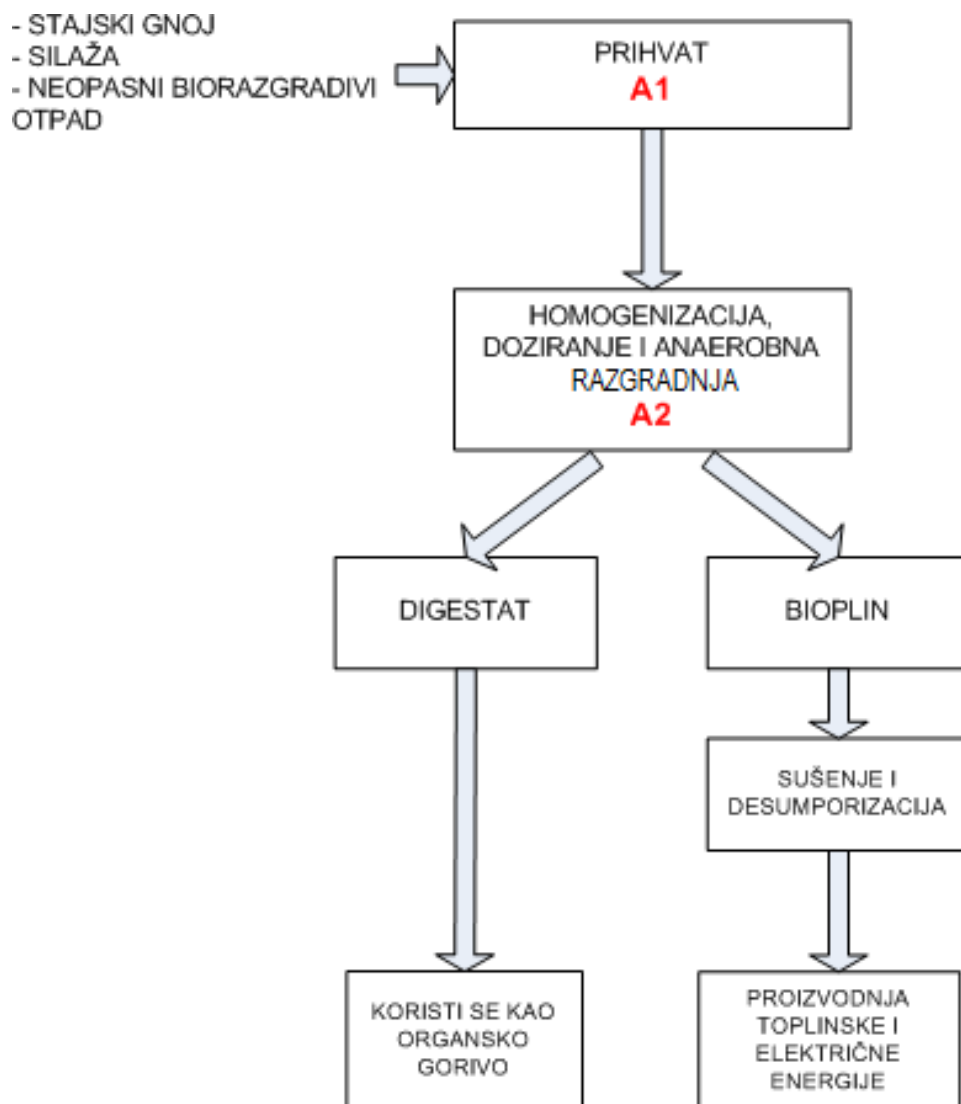 - STAJSKI GNOJ
- SILAŽA
- NEOPASNI BIORAZGRADIVI
OTPAD
PRIHVAT
A1
HOMOGENIZACIJA,
DOZIRANJE I ANAEROBNA
RAZGRADNJA
A2
DIGESTAT
BIOPLIN
SUŠENJE I
DESUMPORIZACIJA
KORISTI SE KAO
ORGANSKO
GORIVO
PROIZVODNJA
TOPLINSKE I
ELEKTRIČNE
ENERGIJE